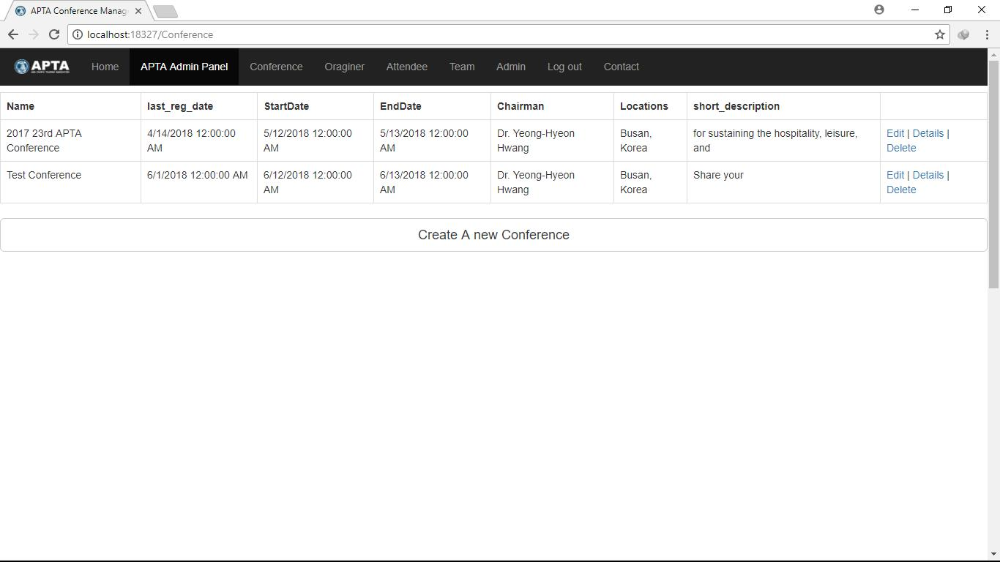 APTA Conference Manag
localhost:18327/Conference
APTA Home APTA Admin Panel Conference Oraginer Attendee Team Admin Log out Contact
Name last_reg_date StartDate EndDate Chairman Locations short_description
2017 23rd APTA 4/14/2018 12:00:00 5/12/2018 12:00:00 5/13/2018 12:00:00 Dr. Yeong-Hyeon Busan, for sustaining the hospitality, leisure, Edit | Details |
Conference AM AM AM Hwang Korea and Delete
Test Conference 6/1/2018 12:00:00 AM 6/12/2018 12:00:00 6/13/2018 12:00:00 Dr. Yeong-Hyeon Busan, Share your Edit | Details |
AM AM Hwang Korea Delete
Create A new Conference